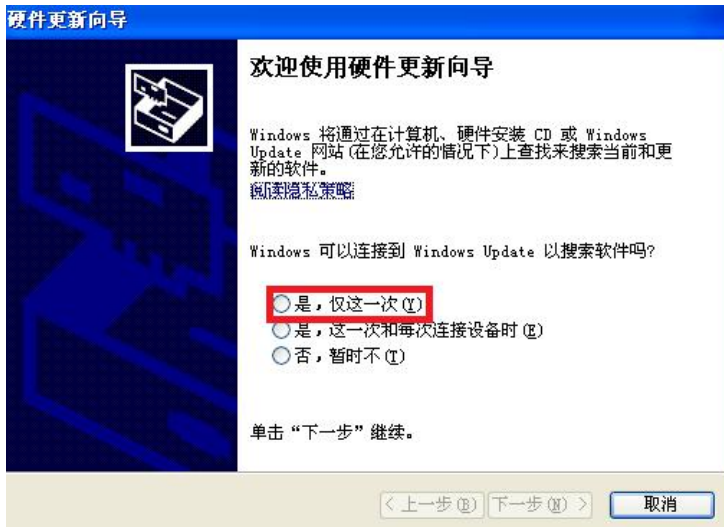 硬件更新向导
欢迎使用硬件更新向导
Windows 将通过在计算机、硬件安装 CD 或 Windows
Update 网站(在您允许的情况下)上查找来搜索当前和更
新的软件。
阅读隐私策略
Windows 可以连接到 Windows Update 以搜索软件吗?
是，仅这一次(Y)
是，这一次和每次连接设备时(E)
否，暂时不(T)
单击“下一步”继续。
< 上一步(B) 下一步(N) > 取消